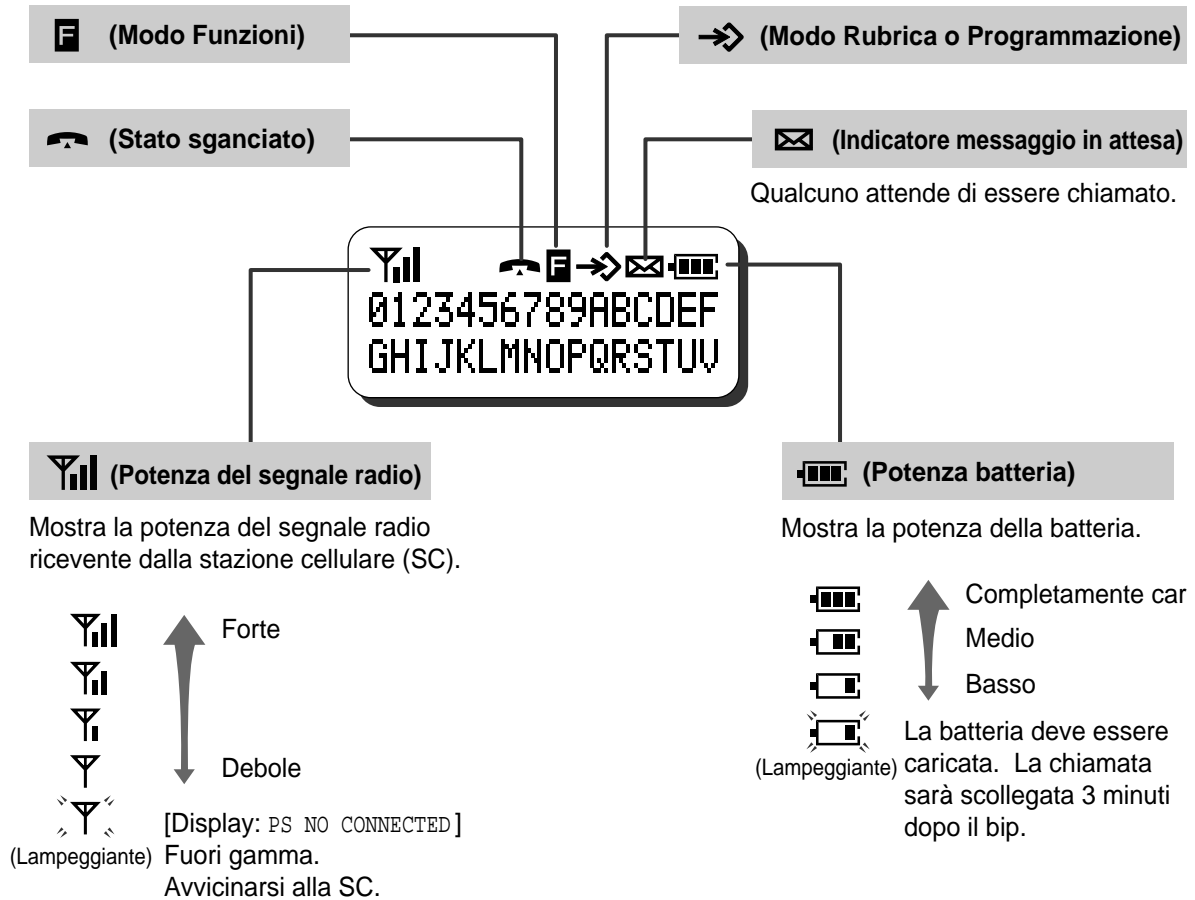 F (Modo Funzioni)
(Modo Rubrica o Programmazione)
(Stato sganciato)
(Indicatore messaggio in attesa)
Qualcuno attende di essere chiamato.
F
0123456789ABCDEF
GHIJKLMNOPQRSTUV
(Potenza del segnale radio)
Mostra la potenza del segnale radio
ricevente dalla stazione cellulare (SC).
Forte
Debole
(Lampeggiante)
[Display: PS NO CONNECTED]
Fuori gamma.
Avvicinarsi alla SC.
(Potenza batteria)
Mostra la potenza della batteria.
Completamente car
Medio
Basso
(Lampeggiante)
La batteria deve essere
caricata. La chiamata
sarà scollegata 3 minuti
dopo il bip.